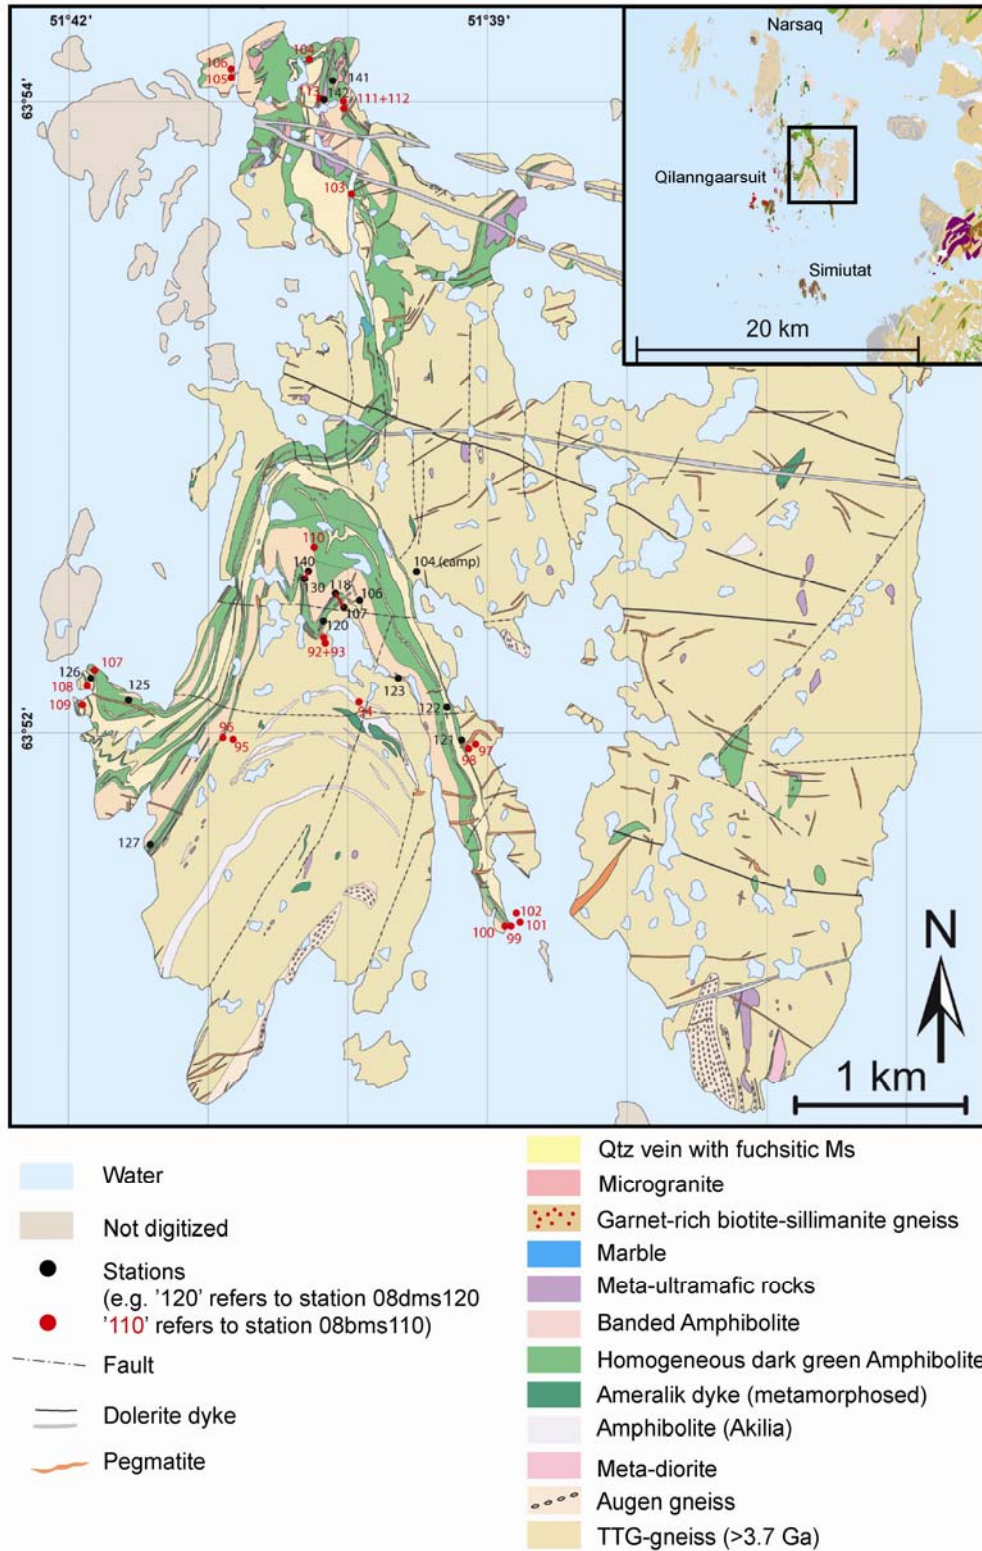 51°42'
51°39'
Narsaq
63°54'
Qilanngaarsuit
Simiutat
20 km
104
106
105
141
113
142
111+112
103
110
140
104 (camp)
130
118
106
107
120
92+93
107
126
108
125
109
123
94
122
63°52'
96
95
121
97
98
127
102
101
100
99
N
1 km
Water
Not digitized
Stations
(e.g. '120' refers to station 08dms120
'110' refers to station 08bms110)
Fault
Dolerite dyke
Pegmatite
Qtz vein with fuchsitic Ms
Microgranite
Garnet-rich biotite-sillimanite gneiss
Marble
Meta-ultramafic rocks
Banded Amphibolite
Homogeneous dark green Amphibolite
Ameralik dyke (metamorphosed)
Amphibolite (Akilia)
Meta-diorite
Augen gneiss
TTG-gneiss (>3.7 Ga)